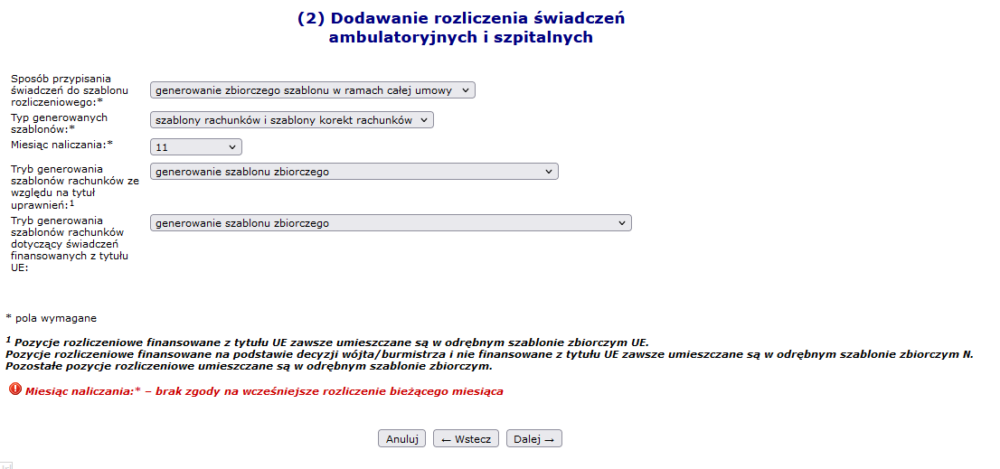 (2) Dodawanie rozliczenia świadczeń
ambulatoryjnych i szpitalnych
Sposób przypisania
świadczeń do szablonu
rozliczeniowego:*
generowanie zbiorczego szablonu w ramach całej umowy
Typ generowanych
szablonów:*
szablony rachunków i szablony korekt rachunków
Miesiąc naliczania:*
11
Tryb generowania
szablonów rachunków ze
względu na tytuł
uprawnień:1
generowanie szablonu zbiorczego
Tryb generowania
szablonów rachunków
dotyczący świadczeń
finansowanych z tytułu
UE:
generowanie szablonu zbiorczego
* pola wymagane
1 Pozycje rozliczeniowe finansowane z tytułu UE zawsze umieszczane są w odrębnym szablonie zbiorczym UE.
Pozycje rozliczeniowe finansowane na podstawie decyzji wójta/burmistrza i nie finansowane z tytułu UE zawsze umieszczane są w odrębnym szablonie zbiorczym N.
Pozostałe pozycje rozliczeniowe umieszczane są w odrębnym szablonie zbiorczym.
Miesiąc naliczania:* – brak zgody na wcześniejsze rozliczenie bieżącego miesiąca
Anuluj ← Wstecz Dalej →